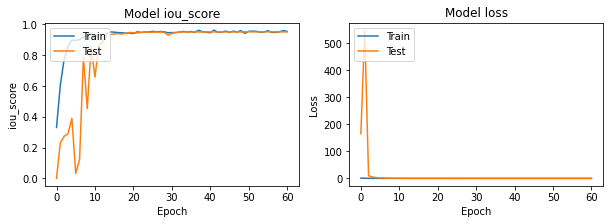 Model iou_score
Train
Test
iou_score
1.0
0.8
0.6
0.4
0.2
0.0
0 10 20 30 40 50 60
Epoch
Model loss
Train
Test
Loss
500
400
300
200
100
0
0 10 20 30 40 50 60
Epoch